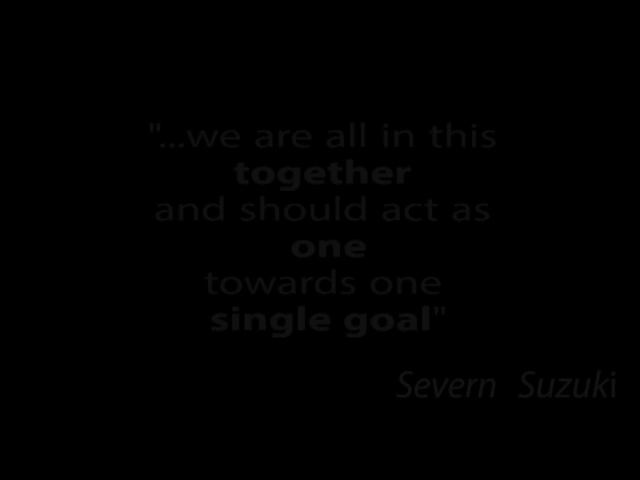 "...we are all in this
together
and should act as
one
towards one
single goal"
Severn Suzuki